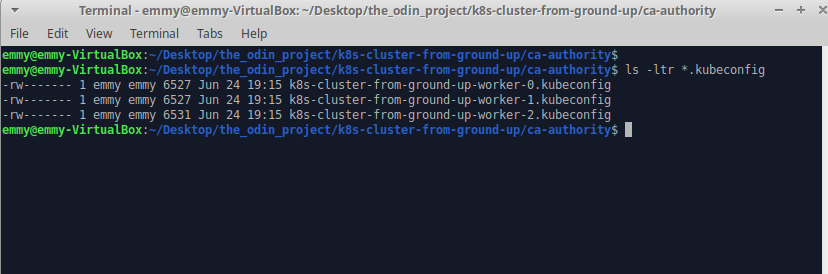 Terminal - emmy@emmy-VirtualBox: ~/Desktop/the_odin_project/k8s-cluster-from-ground-up/ca-authority
File Edit View Terminal Tabs Help
emmy@emmy-VirtualBox:~/Desktop/the_odin_project/k8s-cluster-from-ground-up/ca-authority$
emmy@emmy-VirtualBox:~/Desktop/the_odin_project/k8s-cluster-from-ground-up/ca-authority$ ls -ltr *.kubeconfig
-rw------- 1 emmy emmy 6527 Jun 24 19:15 k8s-cluster-from-ground-up-worker-0.kubeconfig
-rw------- 1 emmy emmy 6527 Jun 24 19:15 k8s-cluster-from-ground-up-worker-1.kubeconfig
-rw------- 1 emmy emmy 6531 Jun 24 19:15 k8s-cluster-from-ground-up-worker-2.kubeconfig
emmy@emmy-VirtualBox:~/Desktop/the_odin_project/k8s-cluster-from-ground-up/ca-authority$